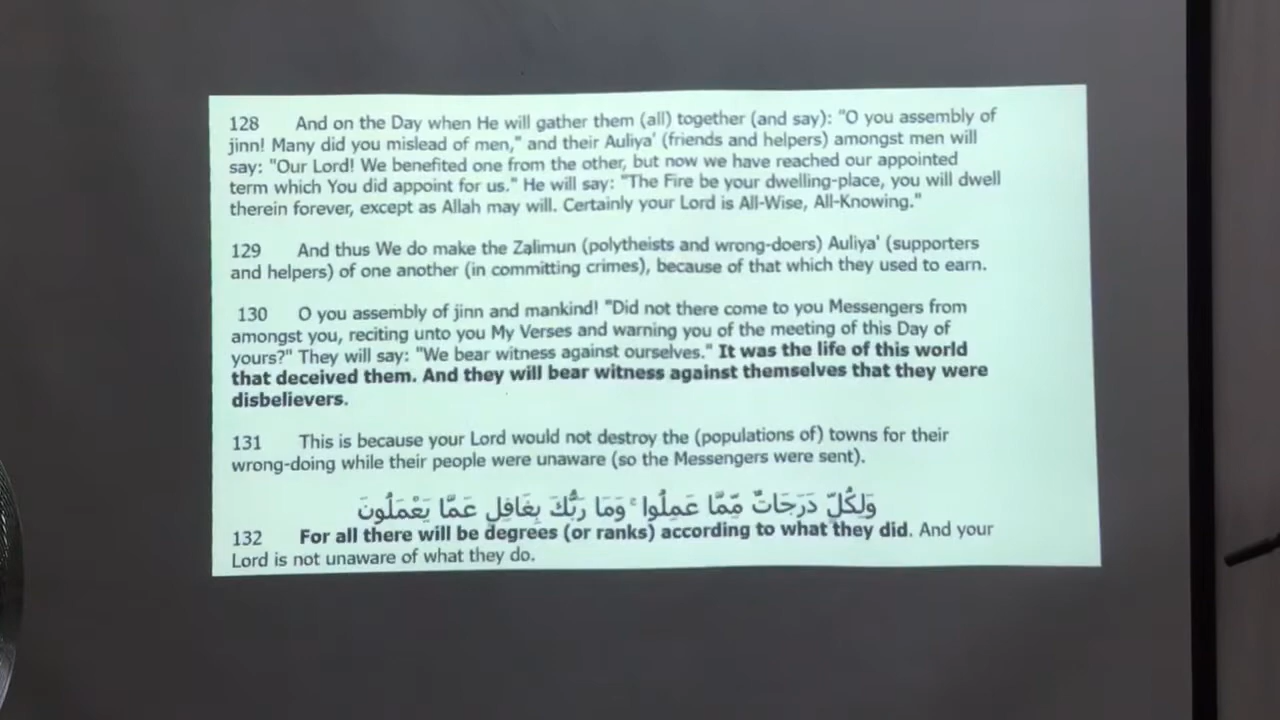 128 And on the Day when He will gather them (all) together (and say): "O you assembly of
jinn! Many did you mislead of men," and their Auliya' (friends and helpers) amongst men will
say: "Our Lord! We benefited one from the other, but now we have reached our appointed
term which You did appoint for us." He will say: "The Fire be your dwelling-place, you will dwell
therein forever, except as Allah may will. Certainly your Lord is All-Wise, All-Knowing."
129 And thus We do make the Zalimun (polytheists and wrong-doers) Auliya' (supporters
and helpers) of one another (in committing crimes), because of that which they used to earn.
130 O you assembly of jinn and mankind! "Did not there come to you Messengers from
amongst you, reciting unto you My Verses and warning you of the meeting of this Day of
yours?" They will say: "We bear witness against ourselves." It was the life of this world
that deceived them. And they will bear witness against themselves that they were
disbelievers.
131 This is because your Lord would not destroy the (populations of) towns for their
wrong-doing while their people were unaware (so the Messengers were sent).
وَلِكُلٍّ دَرَجَاتٌ مِّمَّا عَمِلُوا ۚ وَمَا رَبُّكَ بِغَافِلٍ عَمَّا يَعْمَلُونَ
132 For all there will be degrees (or ranks) according to what they did. And your
Lord is not unaware of what they do.